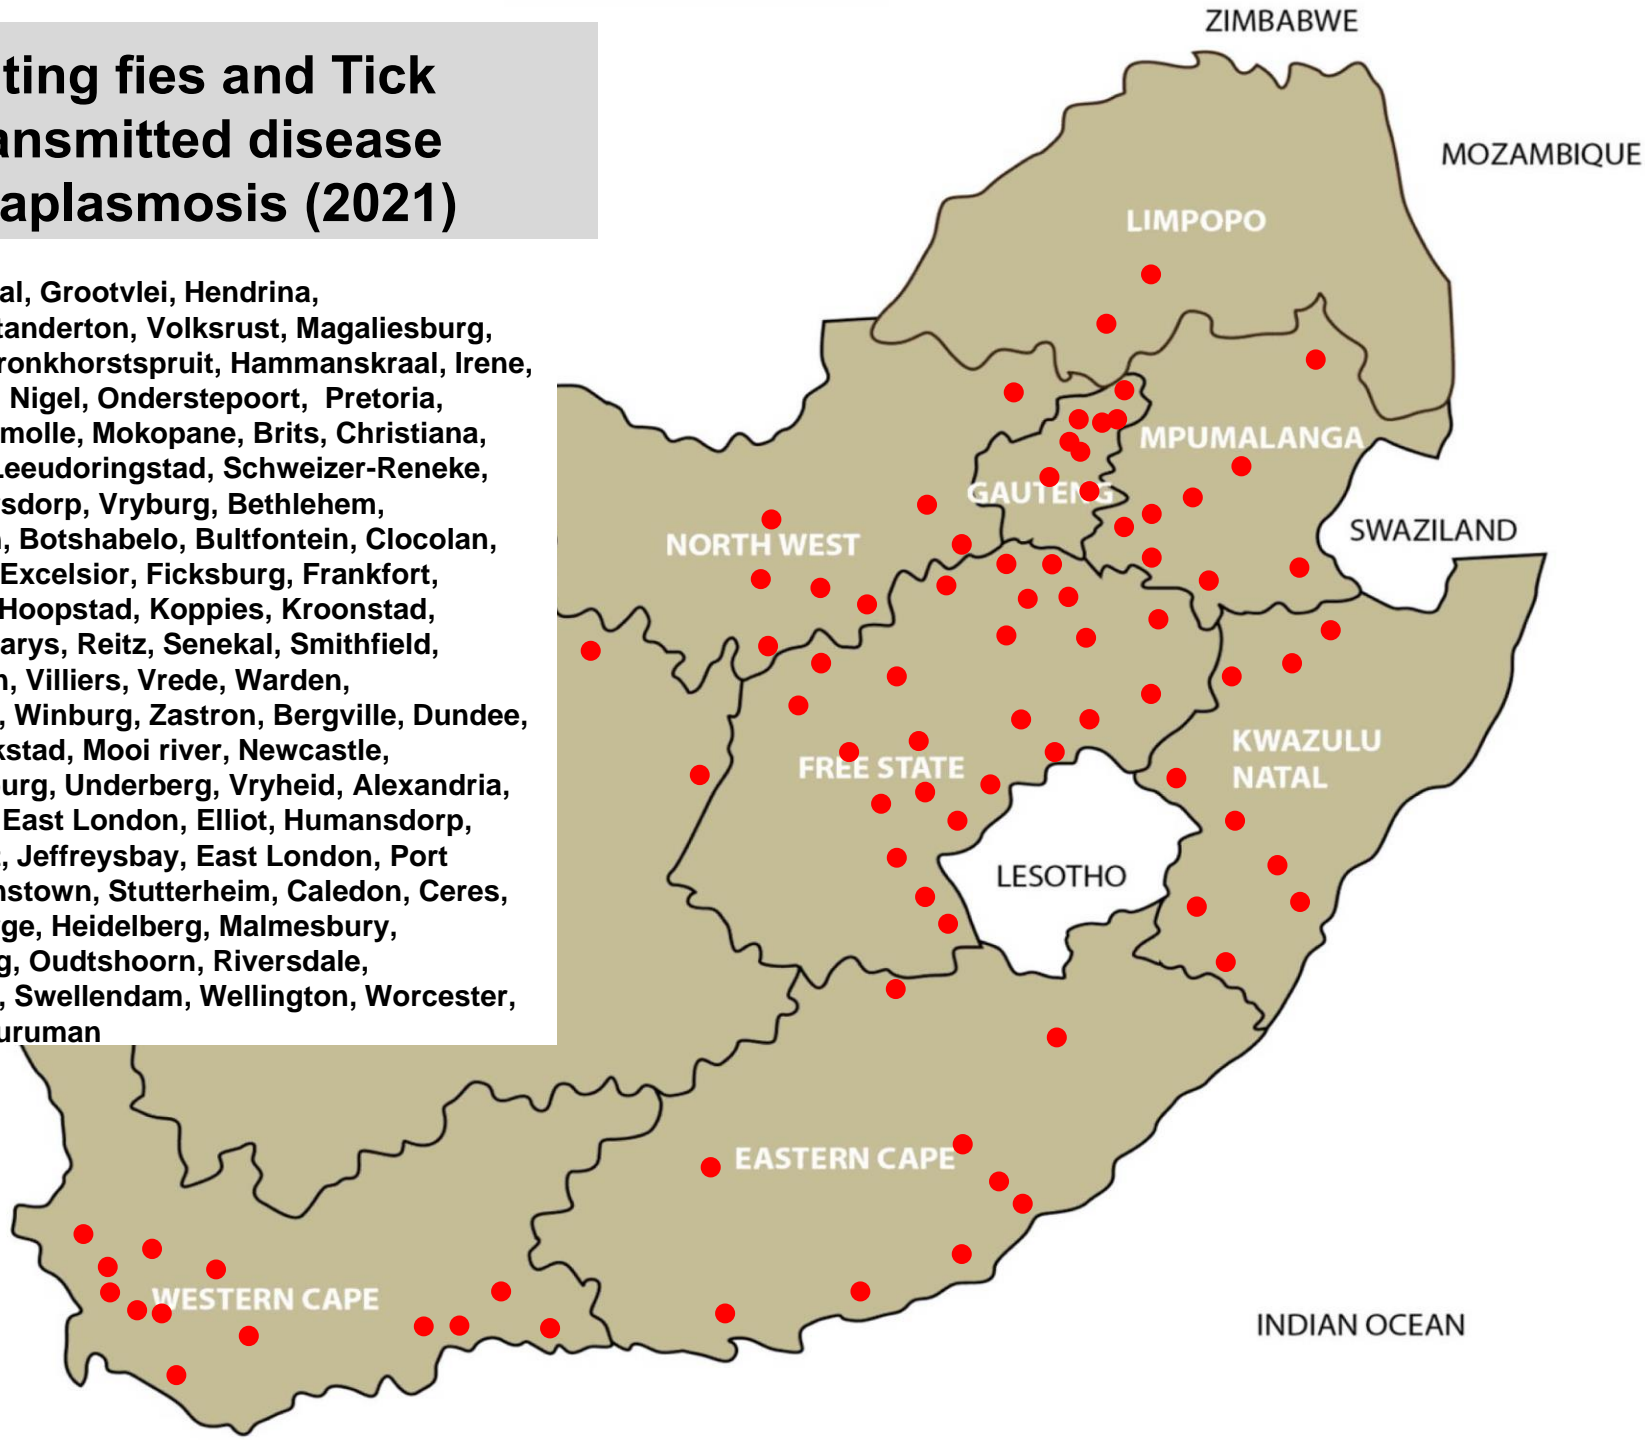 ting fies and Tick
ansmitted disease
aplasmosis (2021)
al, Grootvlei, Hendrina,
tanderton, Volksrust, Magaliesburg,
ronkhorstspruit, Hammanskraal, Irene,
Nigel, Onderstepoort, Pretoria,
molle, Mokopane, Brits, Christiana,
Leeudoringstad, Schweizer-Reneke,
rsdorp, Vryburg, Bethlehem,
n, Botshabelo, Bultfontein, Clocolan,
Excelsior, Ficksburg, Frankfort,
Hoopstad, Koppies, Kroonstad,
arys, Reitz, Senekal, Smithfield,
n, Villiers, Vrede, Warden,
, Winburg, Zastron, Bergville, Dundee,
kstad, Mooi river, Newcastle,
burg, Underberg, Vryheid, Alexandria,
East London, Elliot, Humansdorp,
t, Jeffreysbay, East London, Port
nstown, Stutterheim, Caledon, Ceres,
rge, Heidelberg, Malmesbury,
g, Oudtshoorn, Riversdale,
, Swellendam, Wellington, Worcester,
uruman
ZIMBABWE
MOZAMBIQUE
LIMPOPO
MPUMALANGA
GAUTENG
SWAZILAND
NORTH WEST
KWAZULU
NATAL
FREE STATE
LESOTHO
EASTERN CAPE
WESTERN CAPE
INDIAN OCEAN